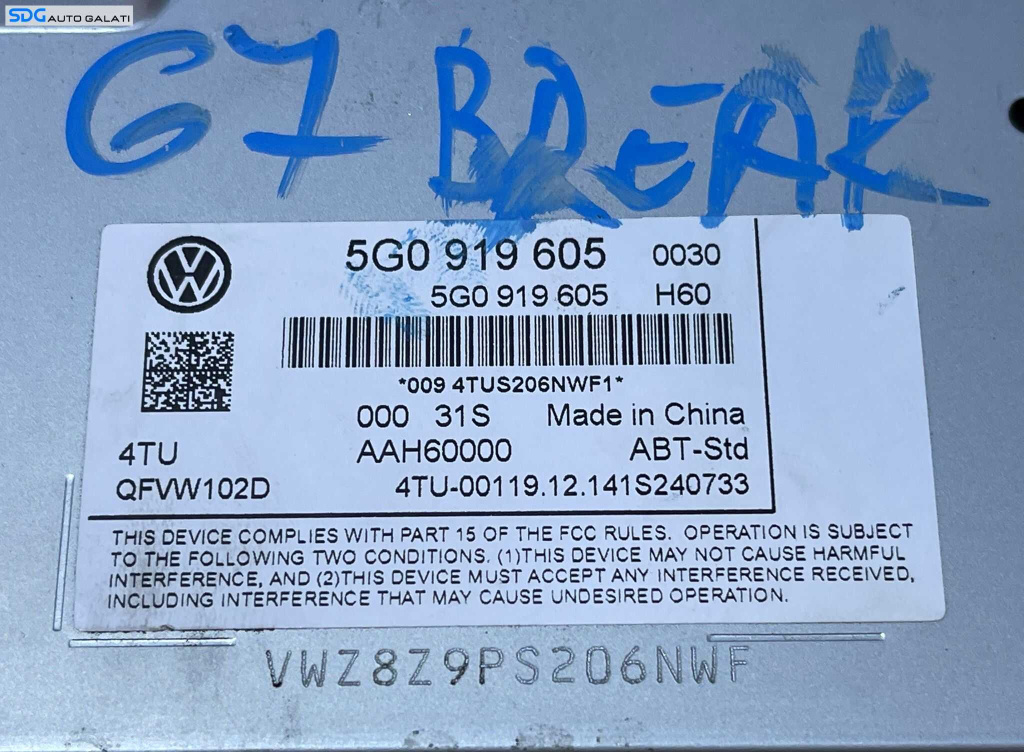 SDG AUTO GALATI
G7 BREAK
5G0 919 605 0030
5G0 919 605 H60
*009 4TUS206NWF1*
000 31S Made in China
4TU AAH60000 ABT-Std
QFVW102D 4TU-00119.12.141S240733
THIS DEVICE COMPLIES WITH PART 15 OF THE FCC RULES. OPERATION IS SUBJECT
TO THE FOLLOWING TWO CONDITIONS. (1)THIS DEVICE MAY NOT CAUSE HARMFUL
INTERFERENCE, AND (2)THIS DEVICE MUST ACCEPT ANY INTERFERENCE RECEIVED,
INCLUDING INTERFERENCE THAT MAY CAUSE UNDESIRED OPERATION.
VWZ8Z9PS206NWF